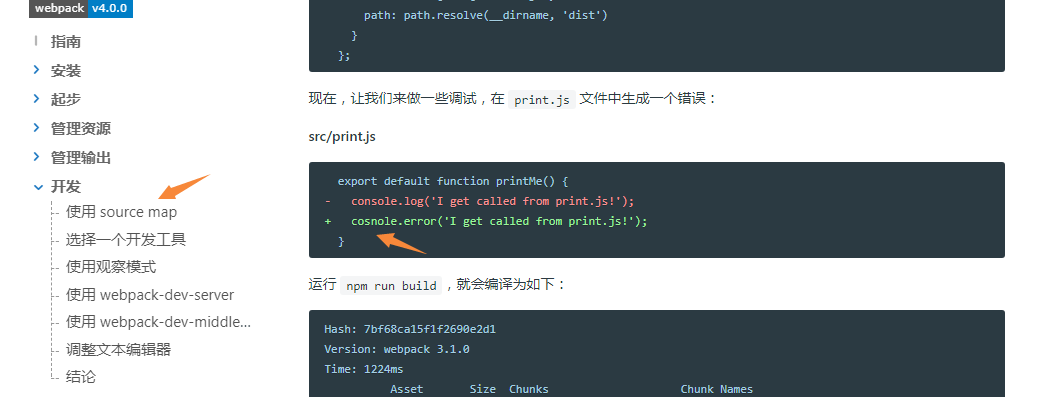 webpack v4.0.0
指南
安装
起步
管理资源
管理输出
开发
使用 source map
选择一个开发工具
使用观察模式
使用 webpack-dev-server
使用 webpack-dev-middle...
调整文本编辑器
结论
path: path.resolve(__dirname, 'dist')
}
};
现在，让我们来做一些调试，在 print.js 文件中生成一个错误：
src/print.js
export default function printMe() {
- console.log('I get called from print.js!');
+ cosnole.error('I get called from print.js!');
}
运行 npm run build ，就会编译为如下：
Hash: 7bf68ca15f1f2690e2d1
Version: webpack 3.1.0
Time: 1224ms
Asset Size Chunks Chunk Names